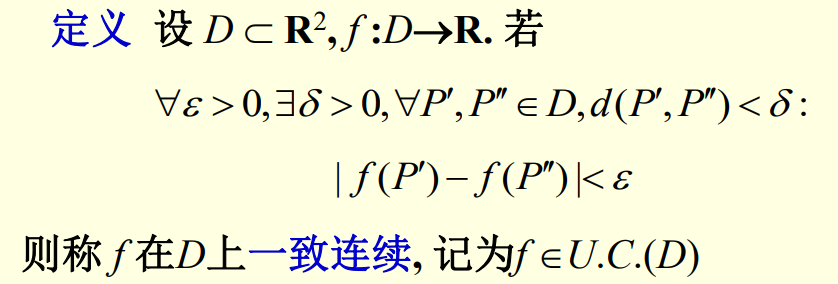 定义 设 D ⊂ R², f :D→R. 若
∀ε > 0, ∃δ > 0, ∀P′, P″ ∈ D, d(P′, P″) < δ :
| f(P′) − f(P″) |< ε
则称 f 在D上一致连续, 记为f ∈U.C.(D)